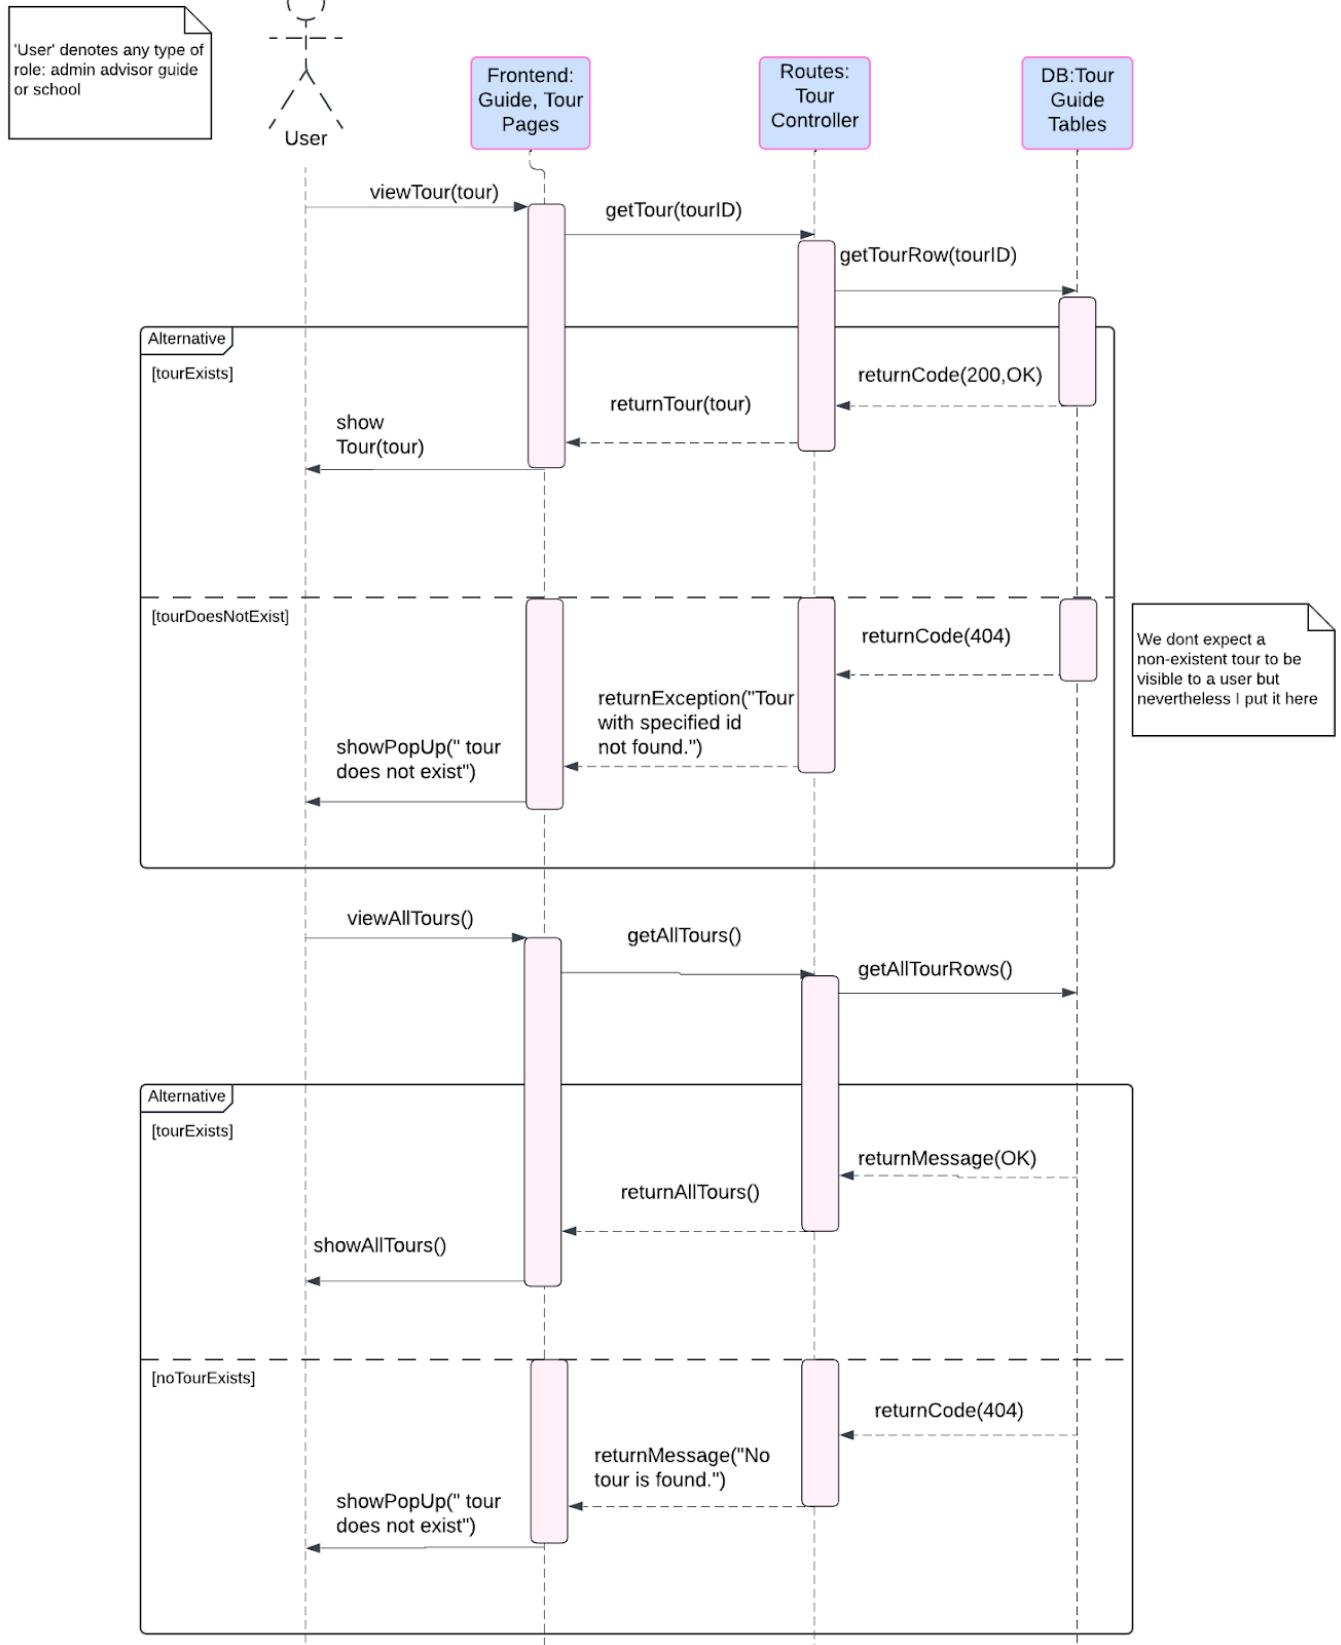 'User' denotes any type of
role: admin advisor guide
or school
User
Frontend:
Guide, Tour
Pages
Routes:
Tour
Controller
DB:Tour
Guide
Tables
viewTour(tour)
getTour(tourID)
getTourRow(tourID)
Alternative
[tourExists]
returnCode(200,OK)
returnTour(tour)
show
Tour(tour)
[tourDoesNotExist]
returnCode(404)
We dont expect a
non-existent tour to be
visible to a user but
nevertheless I put it here
returnException("Tour
with specified id
not found.")
showPopUp(" tour
does not exist")
viewAllTours()
getAllTours()
getAllTourRows()
Alternative
[tourExists]
returnMessage(OK)
returnAllTours()
showAllTours()
[noTourExists]
returnCode(404)
returnMessage("No
tour is found.")
showPopUp(" tour
does not exist")